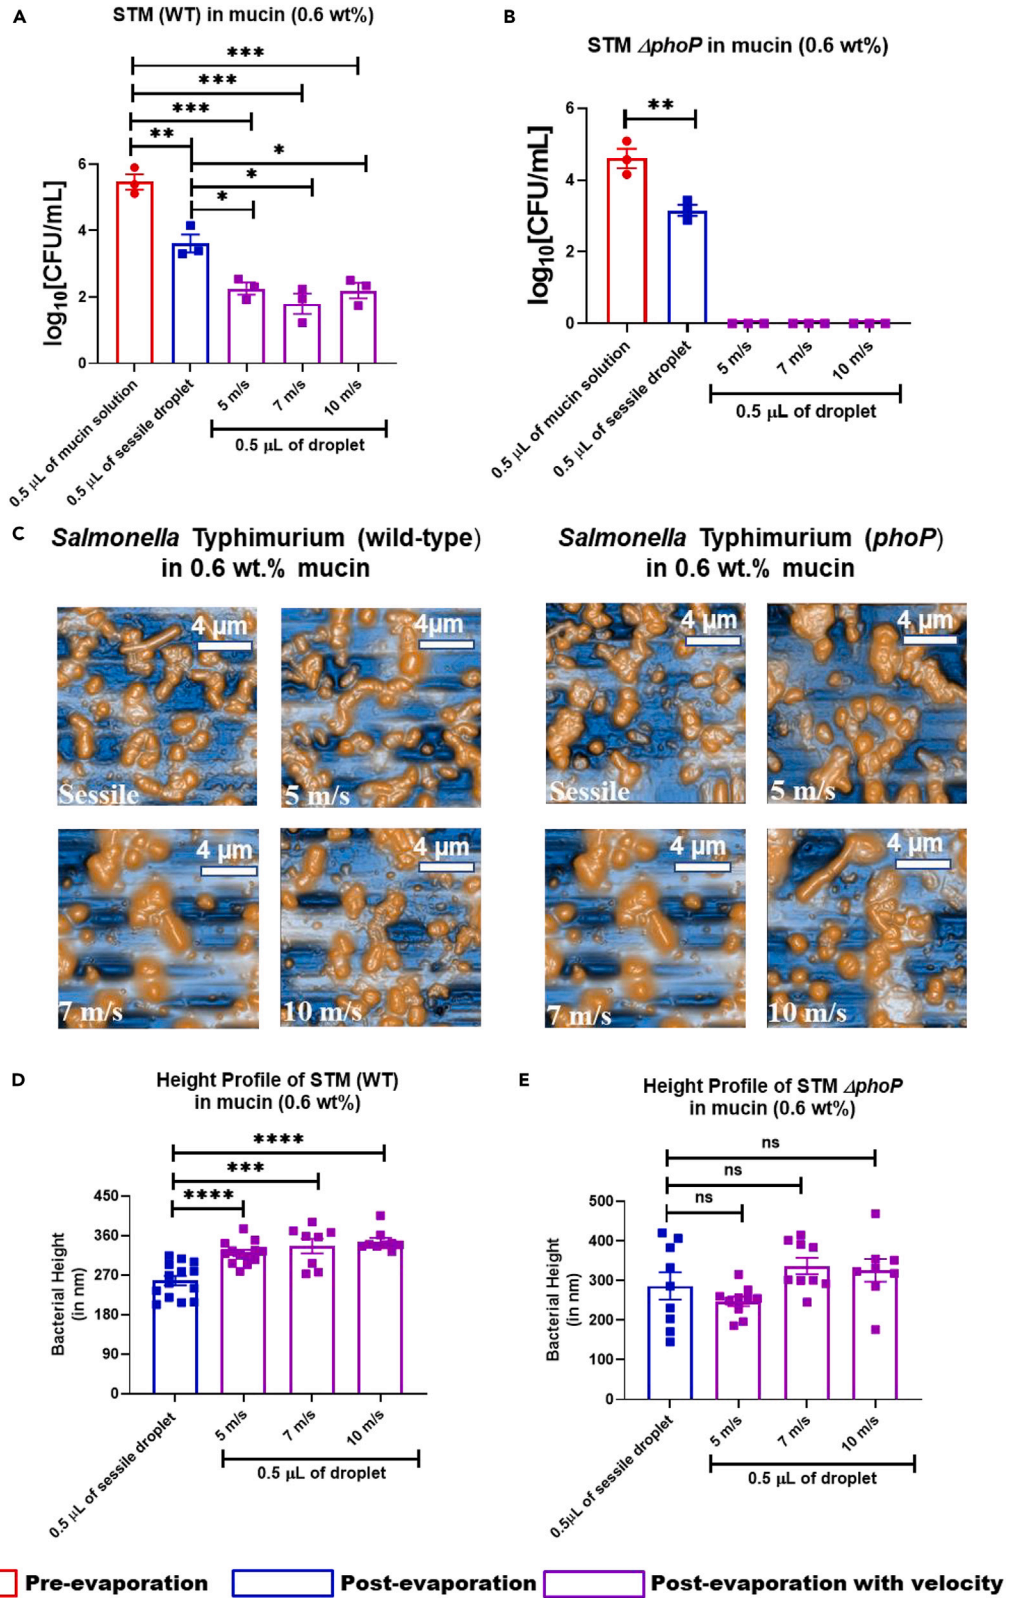 A
STM (WT) in mucin (0.6 wt%)
***
***
***
**
*
*
*
log10[CFU/mL]
6
4
2
0
0.5 µL of mucin solution
0.5 µL of sessile droplet
5 m/s
7 m/s
10 m/s
0.5 µL of droplet
B
STM ΔphoP in mucin (0.6 wt%)
**
log10[CFU/mL]
6
4
2
0
0.5 µL of mucin solution
0.5 µL of sessile droplet
5 m/s
7 m/s
10 m/s
0.5 µL of droplet
C
Salmonella Typhimurium (wild-type)
in 0.6 wt.% mucin
4 µm
Sessile
4µm
5 m/s
4 µm
7 m/s
4 µm
10 m/s
Salmonella Typhimurium (phoP)
in 0.6 wt.% mucin
4 µm
Sessile
4 µm
5 m/s
4 µm
7 m/s
4 µm
10 m/s
D
Height Profile of STM (WT)
in mucin (0.6 wt%)
****
***
****
Bacterial Height
(in nm)
450
360
270
180
90
0
0.5 µL of sessile droplet
5 m/s
7 m/s
10 m/s
0.5 µL of droplet
E
Height Profile of STM ΔphoP
in mucin (0.6 wt%)
ns
ns
ns
Bacterial Height
(in nm)
500
400
300
200
100
0
0.5µL of sessile droplet
5 m/s
7 m/s
10 m/s
0.5 µL of droplet
Pre-evaporation
Post-evaporation
Post-evaporation with velocity